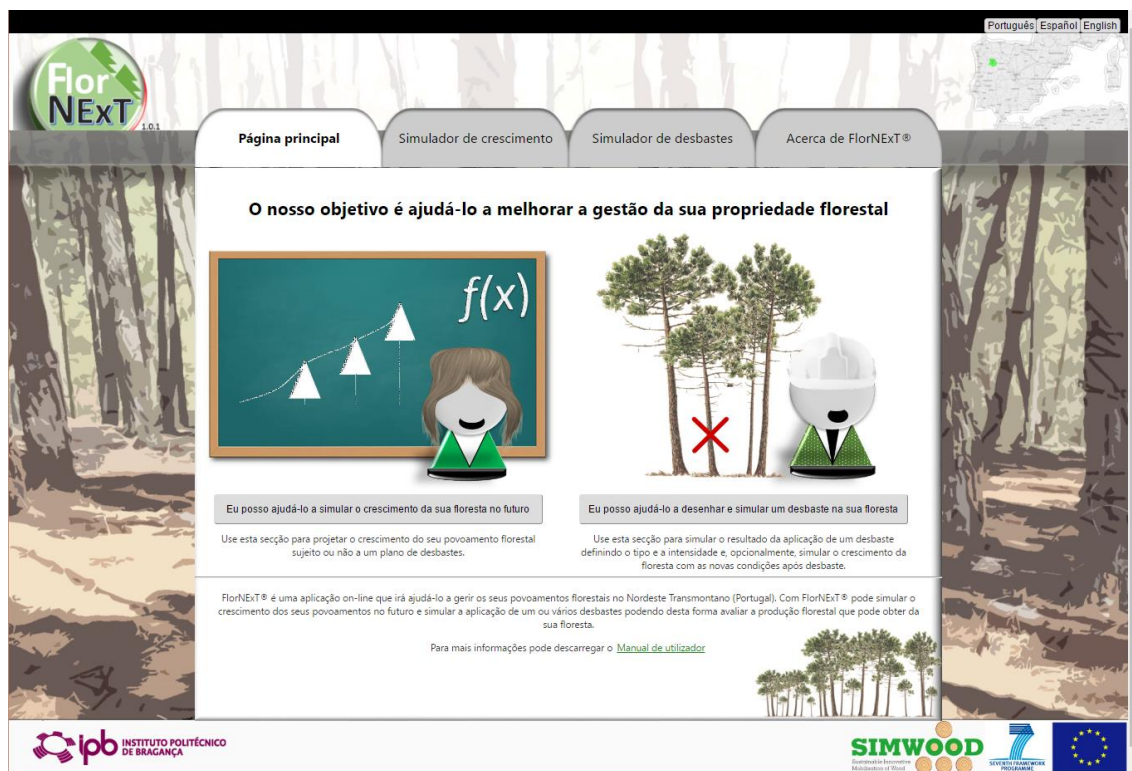 Português Español English
Flor
NExT
1.0.1
Página principal
Simulador de crescimento
Simulador de desbastes
Acerca de FlorNExT®
O nosso objetivo é ajudá-lo a melhorar a gestão da sua propriedade florestal
f(x)
Eu posso ajudá-lo a simular o crescimento da sua floresta no futuro
Use esta secção para projetar o crescimento do seu povoamento florestal
sujeito ou não a um plano de desbastes.
Eu posso ajudá-lo a desenhar e simular um desbaste na sua floresta
Use esta secção para simular o resultado da aplicação de um desbaste
definindo o tipo e a intensidade e, opcionalmente, simular o crescimento da
floresta com as novas condições após desbaste.
FlorNExT® é uma aplicação on-line que irá ajudá-lo a gerir os seus povoamentos florestais no Nordeste Transmontano (Portugal). Com FlorNExT® pode simular o
crescimento dos seus povoamentos no futuro e simular a aplicação de um ou vários desbastes podendo desta forma avaliar a produção florestal que pode obter da
sua floresta.
Para mais informações pode descarregar o Manual de utilizador
ipb INSTITUTO POLITÉCNICO
DE BRAGANÇA
SIMWOOD
Sustainable Innovative
Mobilisation of Wood
SEVENTH FRAMEWORK
PROGRAMME